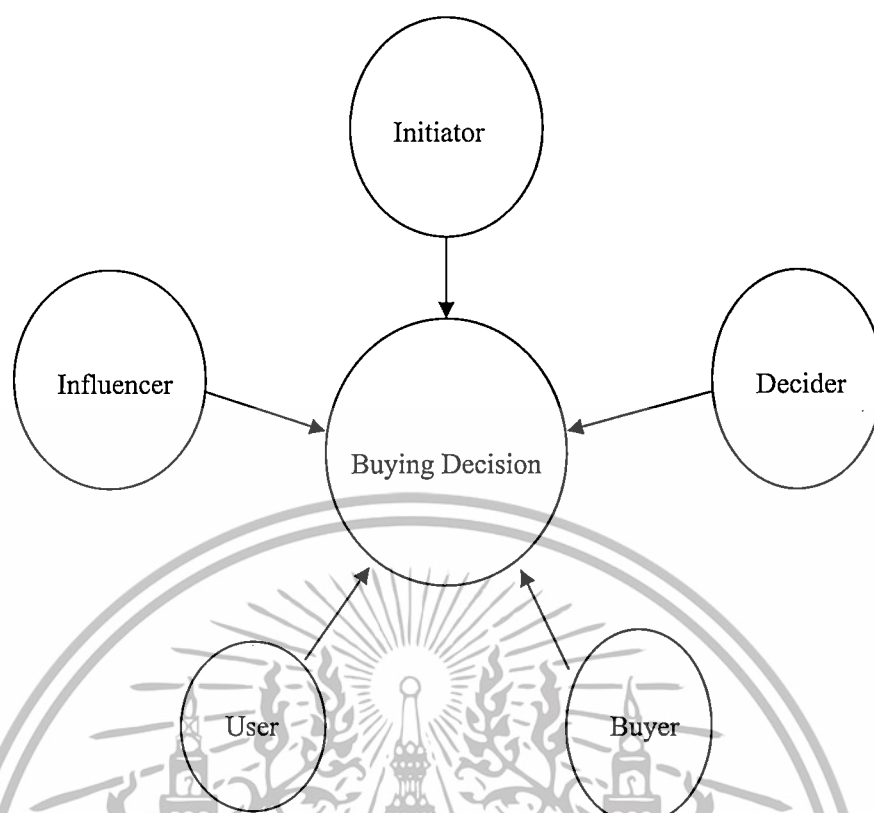 Initiator
Influencer
Decider
Buying Decision
User
Buyer